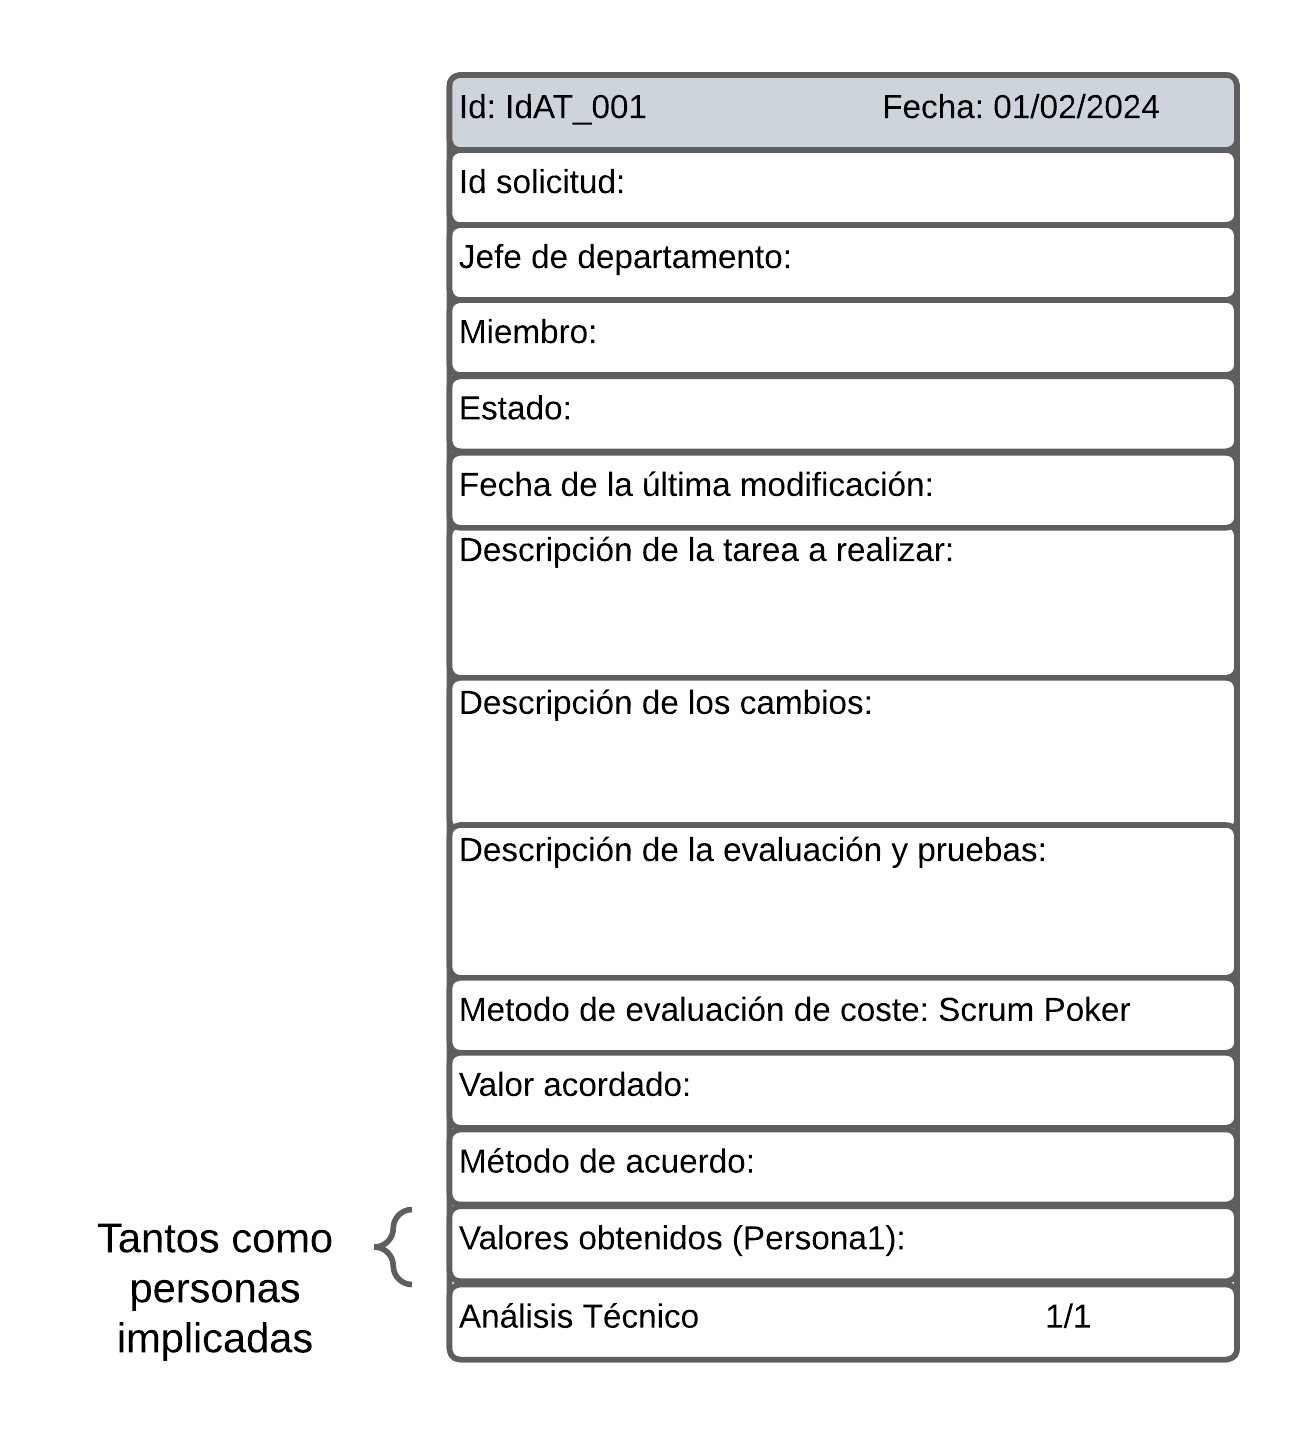 Id: IdAT_001 Fecha: 01/02/2024
Id solicitud:
Jefe de departamento:
Miembro:
Estado:
Fecha de la última modificación:
Descripción de la tarea a realizar:
Descripción de los cambios:
Descripción de la evaluación y pruebas:
Metodo de evaluación de coste: Scrum Poker
Valor acordado:
Método de acuerdo:
Tantos como
personas
implicadas
Valores obtenidos (Persona1):
Análisis Técnico 1/1